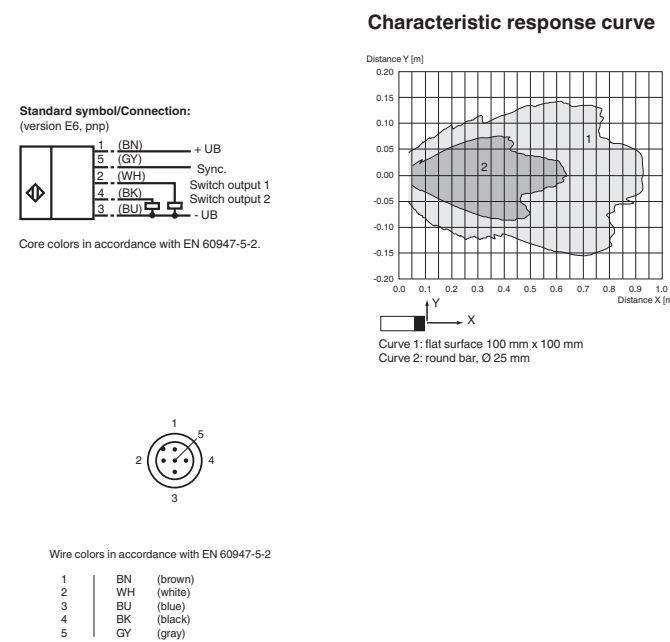 Characteristic response curve
Distance Y [m]
0.20
0.15
0.10
0.05
0.00
-0.05
-0.10
-0.15
-0.20
0.0 0.1 0.2 0.3 0.4 0.5 0.6 0.7 0.8 0.9 1.0
Distance X [m
1
2
Y
X
Curve 1: flat surface 100 mm x 100 mm
Curve 2: round bar, Ø 25 mm
Standard symbol/Connection:
(version E6, pnp)
1 (BN) + UB
5 (GY) Sync.
2 (WH) Switch output 1
4 (BK) Switch output 2
3 (BU) - UB
Core colors in accordance with EN 60947-5-2.
1
5
2 4
3
Wire colors in accordance with EN 60947-5-2
1 BN (brown)
2 WH (white)
3 BU (blue)
4 BK (black)
5 GY (gray)